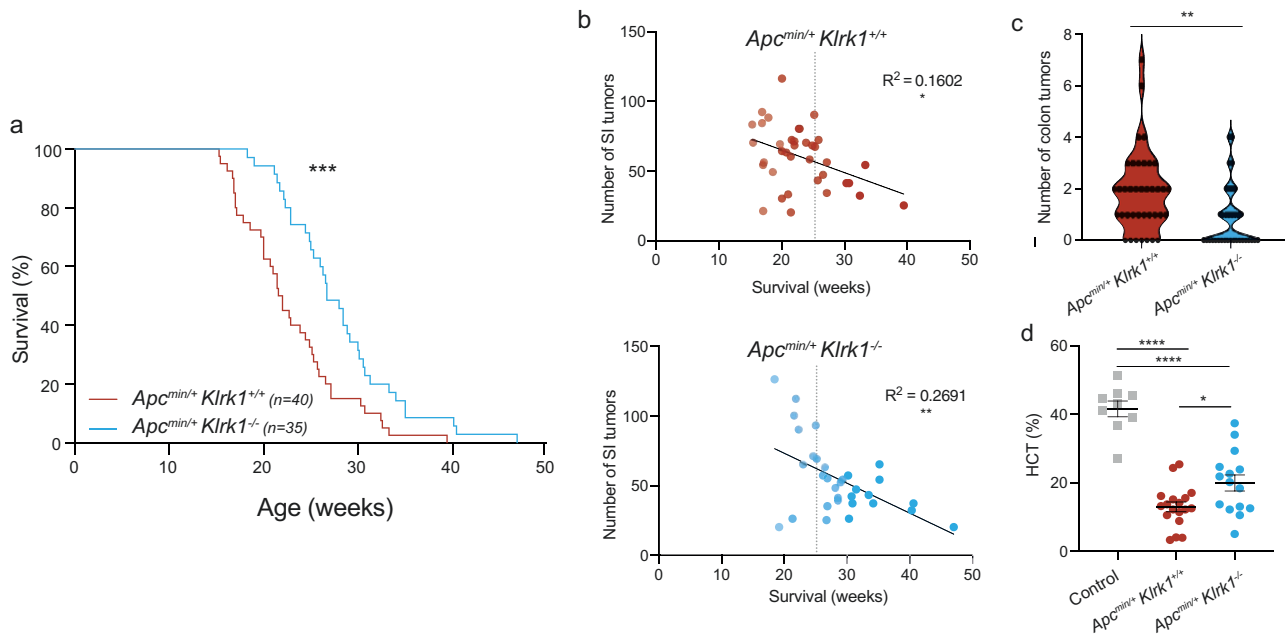 a
***
Survival (%)
100
80
60
40
20
0
Apcmin/+ Klrk1+/+ (n=40)
Apcmin/+ Klrk1-/- (n=35)
0 10 20 30 40 50
Age (weeks)
b
Apcmin/+ Klrk1+/+
R2 = 0.1602
*
Number of SI tumors
150
100
50
0
0 10 20 30 40 50
Survival (weeks)
Apcmin/+ Klrk1-/-
R2 = 0.2691
**
Number of SI tumors
150
100
50
0
0 10 20 30 40 50
Survival (weeks)
c
**
Number of colon tumors
8
6
4
2
0
Apcmin/+ Klrk1+/+
Apcmin/+ Klrk1-/-
d
****
****
*
HCT (%)
60
40
20
0
Control
Apcmin/+ Klrk1+/+
Apcmin/+ Klrk1-/-